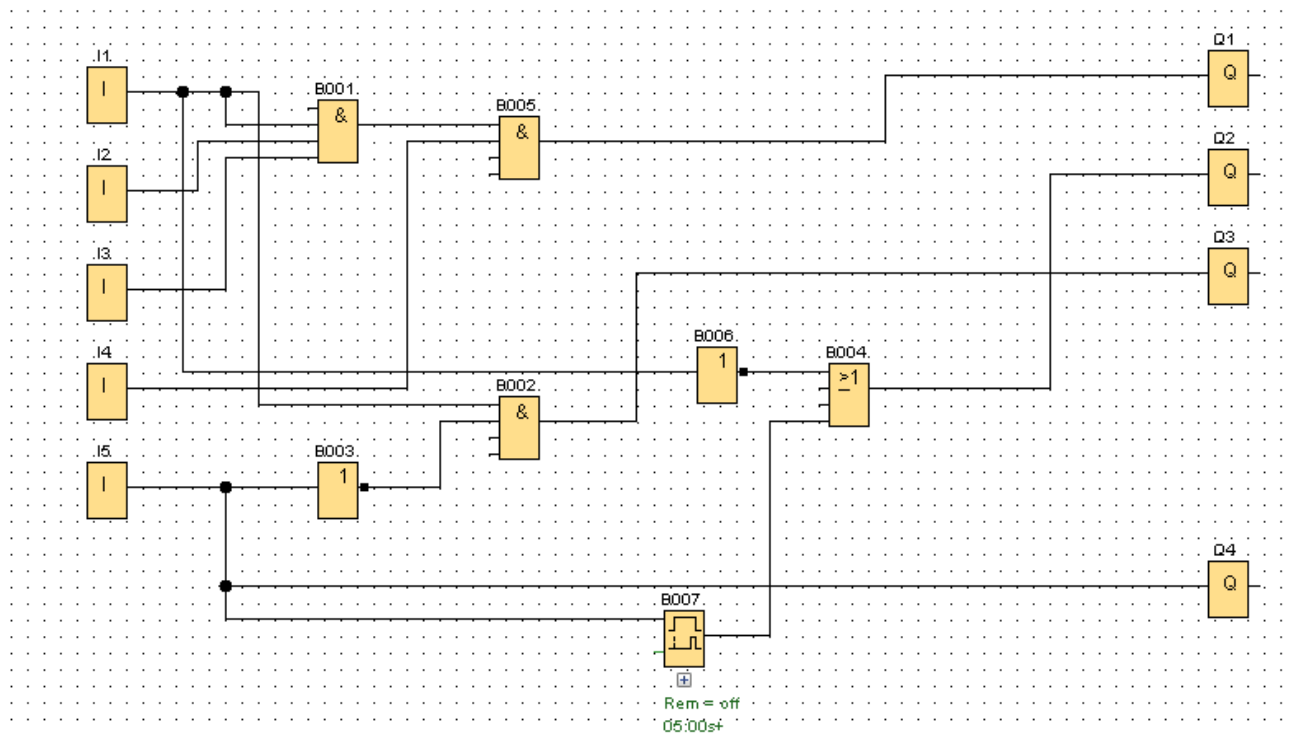 I1
I
B001
&
B005
&
Q1
Q
I2
I
Q2
Q
I3
I
Q3
Q
I4
I
B002
&
B006
1
B004
≥1
I5
I
B003
1
Q4
Q
B007
Rem = off
05:00s+